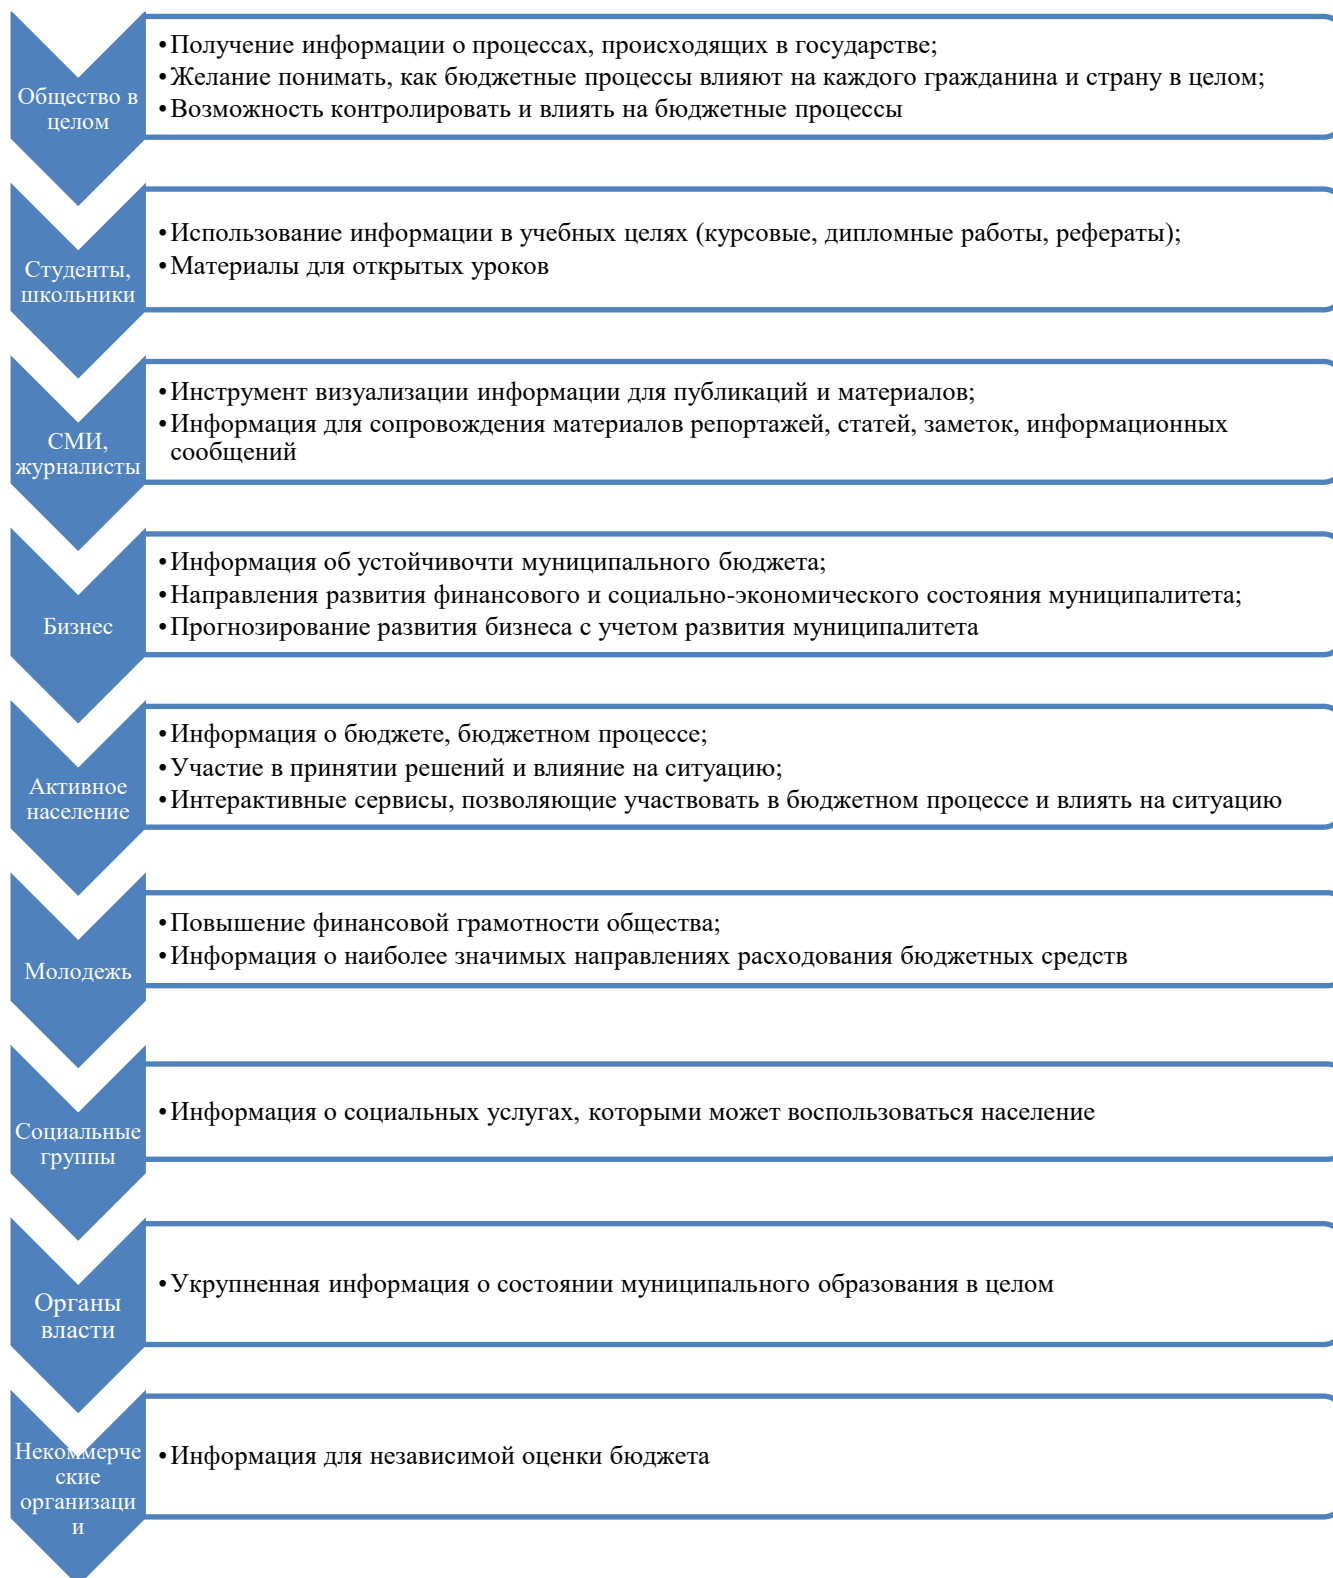 Общество в
целом
•Получение информации о процессах, происходящих в государстве;
•Желание понимать, как бюджетные процессы влияют на каждого гражданина и страну в целом;
•Возможность контролировать и влиять на бюджетные процессы
Студенты,
школьники
•Использование информации в учебных целях (курсовые, дипломные работы, рефераты);
•Материалы для открытых уроков
СМИ,
журналисты
•Инструмент визуализации информации для публикаций и материалов;
•Информация для сопровождения материалов репортажей, статей, заметок, информационных
сообщений
Бизнес
•Информация об устойчивочти муниципального бюджета;
•Направления развития финансового и социально-экономического состояния муниципалитета;
•Прогнозирование развития бизнеса с учетом развития муниципалитета
Активное
население
•Информация о бюджете, бюджетном процессе;
•Участие в принятии решений и влияние на ситуацию;
•Интерактивные сервисы, позволяющие участвовать в бюджетном процессе и влиять на ситуацию
Молодежь
•Повышение финансовой грамотности общества;
•Информация о наиболее значимых направлениях расходования бюджетных средств
Социальные
группы
•Информация о социальных услугах, которыми может воспользоваться население
Органы
власти
•Укрупненная информация о состоянии муниципального образования в целом
Некоммерче
ские
организаци
и
•Информация для независимой оценки бюджета